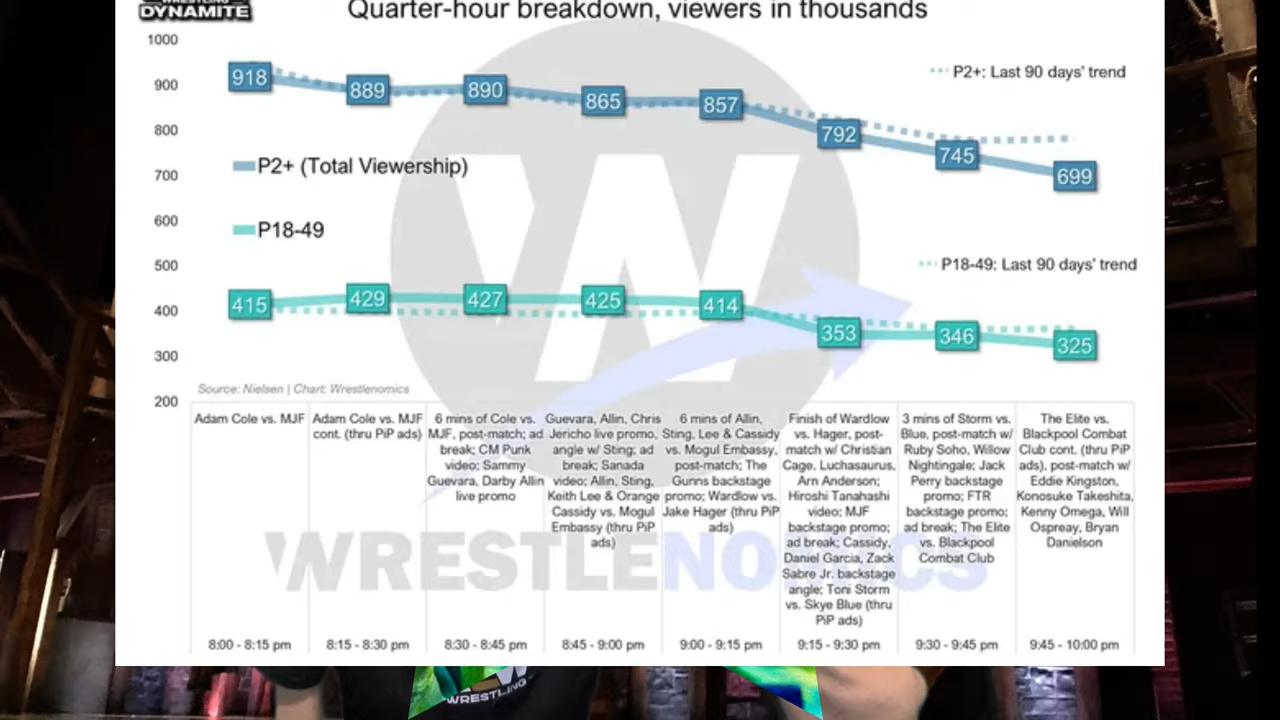 WRESTLING
DYNAMITE
Quarter-hour breakdown, viewers in thousands
1000
900
800
700
600
500
400
300
200
918
889
890
865
857
792
745
699
P2+: Last 90 days' trend
P2+ (Total Viewership)
P18-49
P18-49: Last 90 days' trend
415
429
427
425
414
353
346
325
Source: Nielsen | Chart: Wrestlenomics
Adam Cole vs. MJF
8:00 - 8:15 pm
Adam Cole vs. MJF
cont. (thru PiP ads)
8:15 - 8:30 pm
6 mins of Cole vs.
MJF, post-match; ad
break; CM Punk
video; Sammy
Guevara, Darby Allin
live promo
8:30 - 8:45 pm
Guevara, Allin, Chris
Jericho live promo,
angle w/ Sting; ad
break; Sanada
video; Allin, Sting,
Keith Lee & Orange
Cassidy vs. Mogul
Embassy (thru PiP
ads)
8:45 - 9:00 pm
6 mins of Allin,
Sting, Lee & Cassidy
vs. Mogul Embassy,
post-match; The
Gunns backstage
promo; Wardlow vs.
Jake Hager (thru PiP
ads)
9:00 - 9:15 pm
Finish of Wardlow
vs. Hager, post-
match w/ Christian
Cage, Luchasaurus,
Arn Anderson;
Hiroshi Tanahashi
video; MJF
backstage promo;
ad break; Cassidy,
Daniel Garcia, Zack
Sabre Jr. backstage
angle; Toni Storm
vs. Skye Blue (thru
PiP ads)
9:15 - 9:30 pm
3 mins of Storm vs.
Blue, post-match w/
Ruby Soho, Willow
Nightingale; Jack
Perry backstage
promo; FTR
backstage promo;
ad break; The Elite
vs. Blackpool
Combat Club
9:30 - 9:45 pm
The Elite vs.
Blackpool Combat
Club cont. (thru PiP
ads), post-match w/
Eddie Kingston,
Konosuke Takeshita,
Kenny Omega, Will
Ospreay, Bryan
Danielson
9:45 - 10:00 pm
W
WRESTLENOMICS
WRESTLING